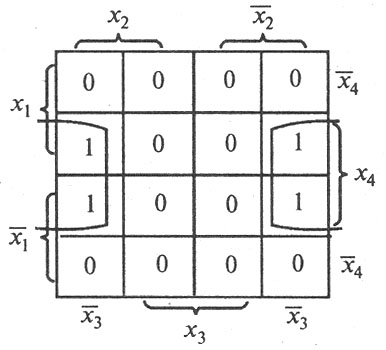 x₂ x̄₂
0 0 0 0 x̄₄
x₁
1 0 0 1
x₄
1 0 0 1
x̄₁
0 0 0 0 x̄₄
x̄₃ x₃ x̄₃